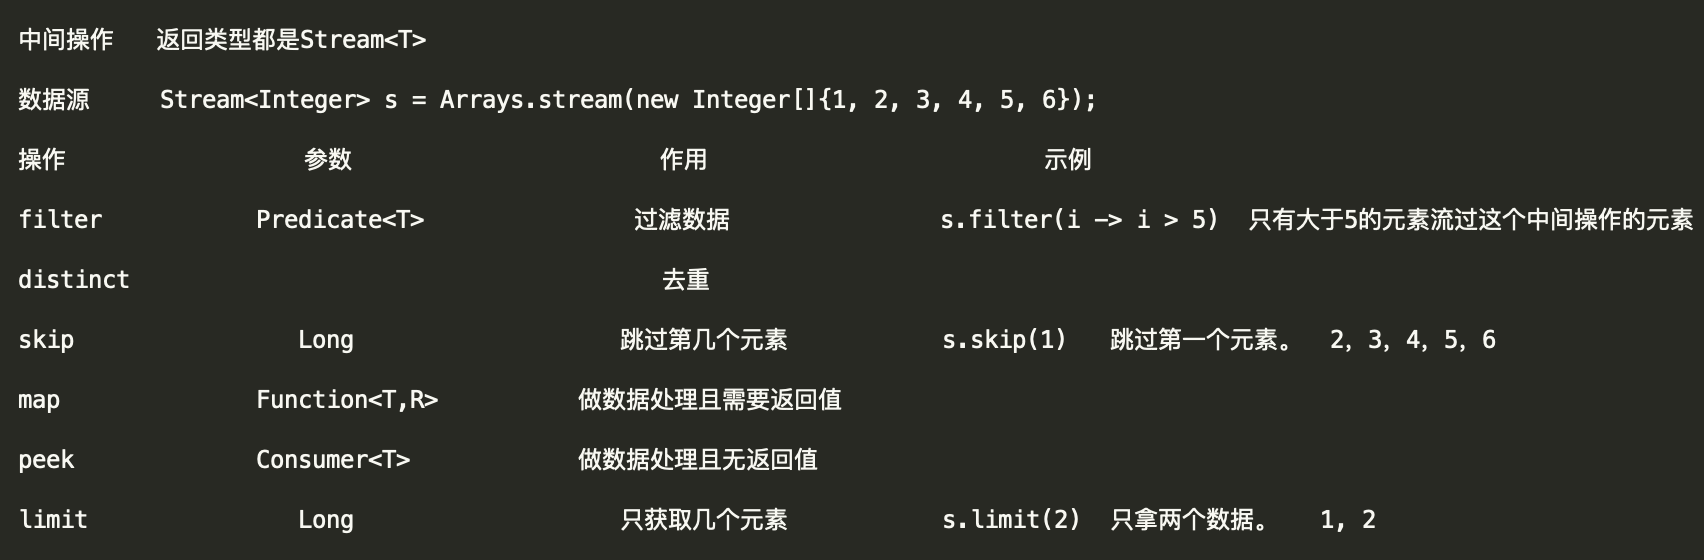 中间操作 返回类型都是Stream<T>
数据源 Stream<Integer> s = Arrays.stream(new Integer[]{1, 2, 3, 4, 5, 6});
操作 参数 作用 示例
filter Predicate<T> 过滤数据 s.filter(i -> i > 5) 只有大于5的元素流过这个中间操作的元素
distinct 去重
skip Long 跳过第几个元素 s.skip(1) 跳过第一个元素。 2，3，4，5，6
map Function<T,R> 做数据处理且需要返回值
peek Consumer<T> 做数据处理且无返回值
limit Long 只获取几个元素 s.limit(2) 只拿两个数据。 1, 2